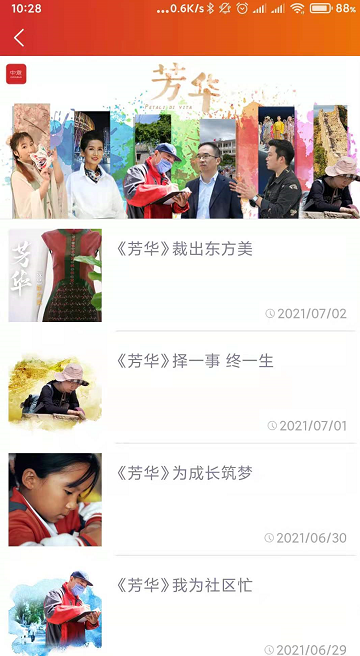 10:28
...0.6K/s
88%
中宣
芳华
《芳华》裁出东方美
2021/07/02
《芳华》择一事 终一生
2021/07/01
《芳华》为成长筑梦
2021/06/30
《芳华》我为社区忙
2021/06/29